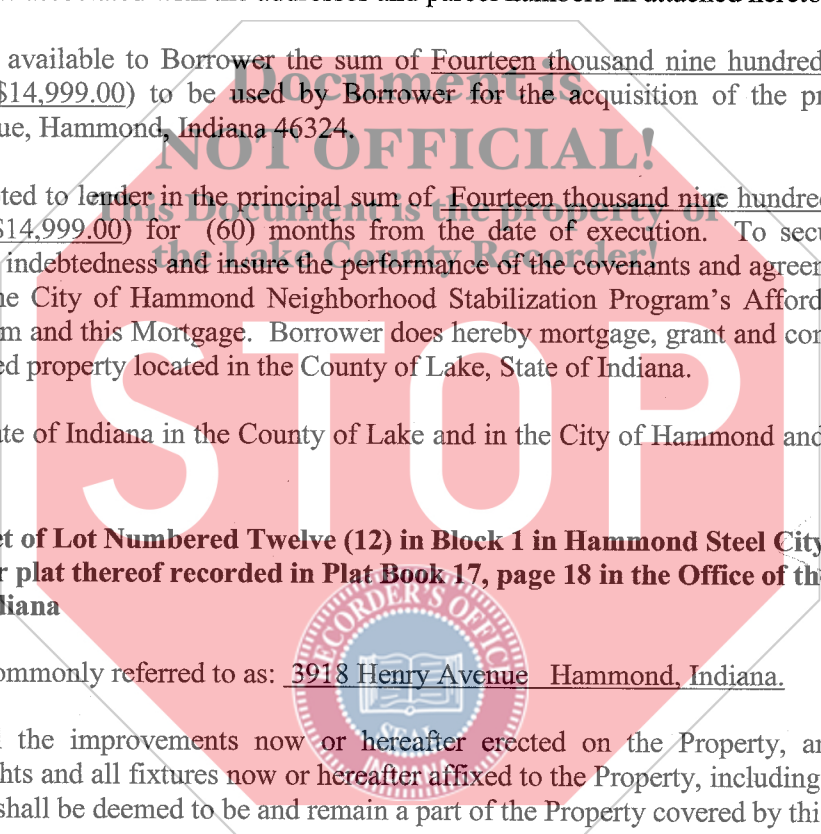 available to Borrower the sum of Fourteen thousand nine hundred
$14,999.00) to be used by Borrower for the acquisition of the
ue, Hammond, Indiana 46324.
Document is
NOT OFFICIAL!
This Document is the property of
the Lake County Recorder!
ted to lender in the principal sum of Fourteen thousand nine hundred
$14,999.00) for (60) months from the date of execution. To secu
indebtedness and insure the performance of the covenants and agreer
ne City of Hammond Neighborhood Stabilization Program's Afford
m and this Mortgage. Borrower does hereby mortgage, grant and con
ed property located in the County of Lake, State of Indiana.
STOP
ate of Indiana in the County of Lake and in the City of Hammond and
et of Lot Numbered Twelve (12) in Block 1 in Hammond Steel City
r plat thereof recorded in Plat Book 17, page 18 in the Office of th
diana
ommonly referred to as: 3918 Henry Avenue Hammond, Indiana.
the improvements now or hereafter erected on the Property, an
hts and all fixtures now or hereafter affixed to the Property, including
shall be deemed to be and remain a part of the Property covered by thi
RECORDER'S OFFICE
SEAL
INDIANA